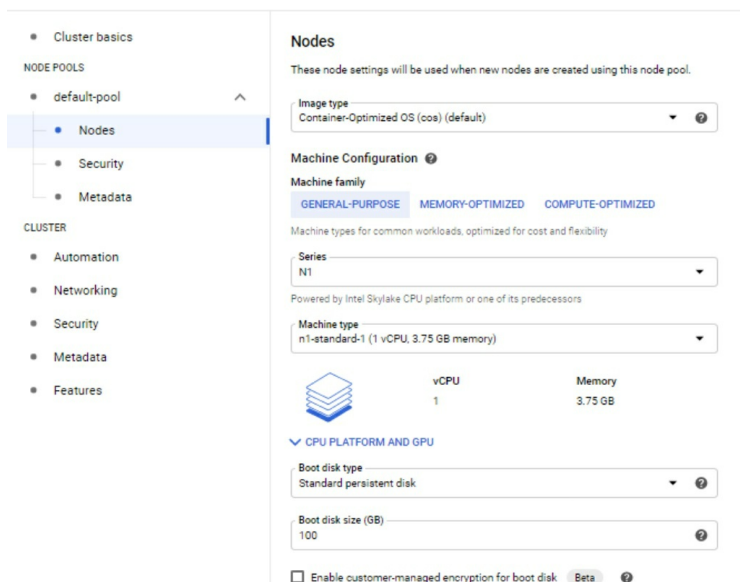 Cluster basics
NODE POOLS
default-pool
Nodes
Security
Metadata
CLUSTER
Automation
Networking
Security
Metadata
Features
Nodes
These node settings will be used when new nodes are created using this node pool.
Image type
Container-Optimized OS (cos) (default)
Machine Configuration
Machine family
GENERAL-PURPOSE MEMORY-OPTIMIZED COMPUTE-OPTIMIZED
Machine types for common workloads, optimized for cost and flexibility
Series
N1
Powered by Intel Skylake CPU platform or one of its predecessors
Machine type
n1-standard-1 (1 vCPU, 3.75 GB memory)
vCPU Memory
1 3.75 GB
CPU PLATFORM AND GPU
Boot disk type
Standard persistent disk
Boot disk size (GB)
100
Enable customer-managed encryption for boot disk Beta